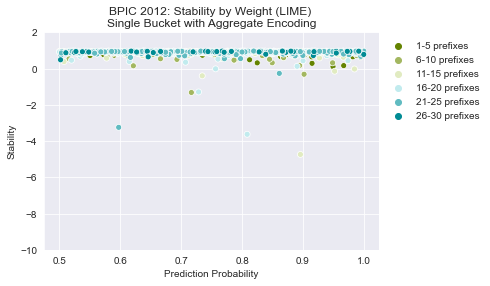 BPIC 2012: Stability by Weight (LIME)
Single Bucket with Aggregate Encoding
2
0
−2
−4
−6
−8
−10
Stability
0.5 0.6 0.7 0.8 0.9 1.0
Prediction Probability
1-5 prefixes
6-10 prefixes
11-15 prefixes
16-20 prefixes
21-25 prefixes
26-30 prefixes